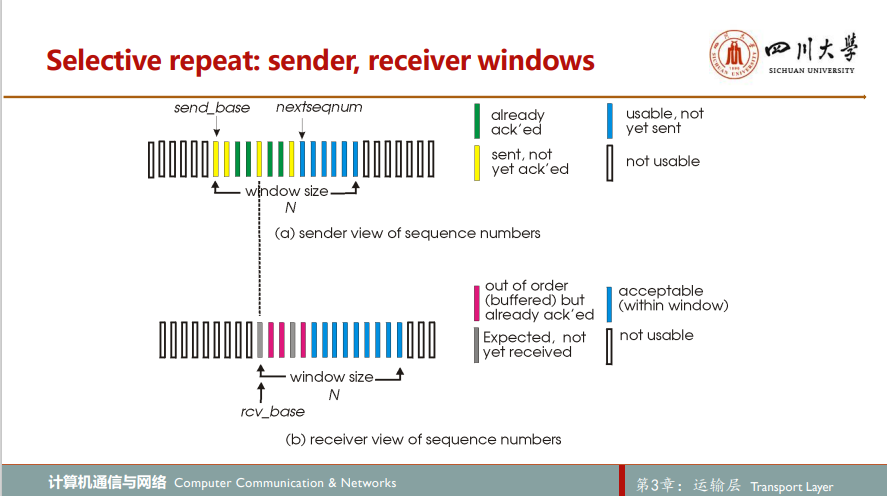 Selective repeat: sender, receiver windows
四川大学
SICHUAN UNIVERSITY
send_base
nextseqnum
already
ack'ed
usable, not
yet sent
sent, not
yet ack'ed
not usable
window size
N
(a) sender view of sequence numbers
out of order
(buffered) but
already ack'ed
acceptable
(within window)
Expected, not
yet received
not usable
window size
N
rcv_base
(b) receiver view of sequence numbers
计算机通信与网络 Computer Communication & Networks
第3章：运输层 Transport Layer